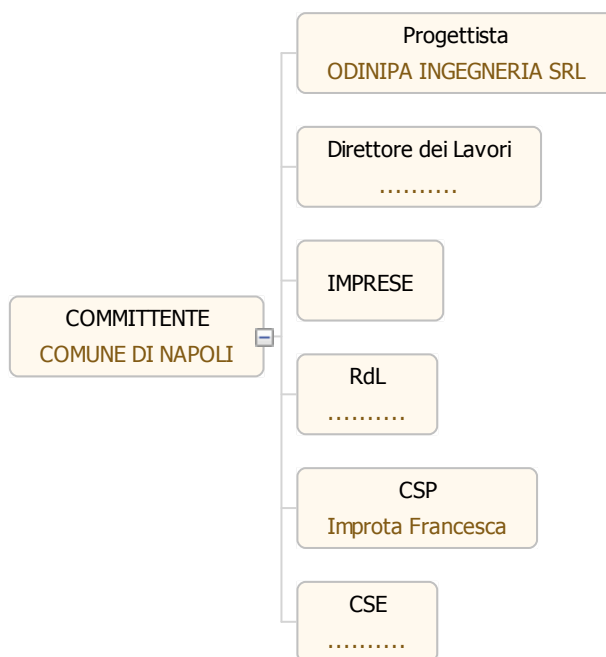 Progettista
ODINIPA INGEGNERIA SRL
Direttore dei Lavori
..........
IMPRESE
COMMITTENTE
COMUNE DI NAPOLI
RdL
..........
CSP
Improta Francesca
CSE
..........